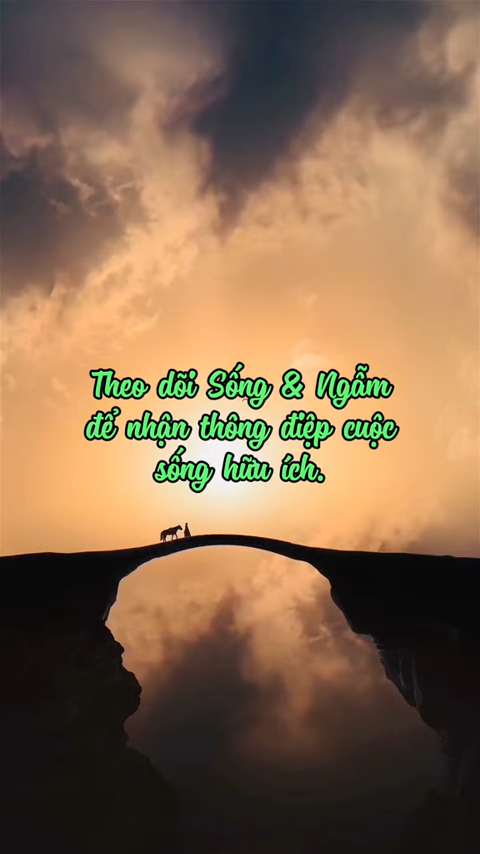 Theo dõi Sống & Ngẫm
để nhận thông điệp cuộc
sống hữu ích.